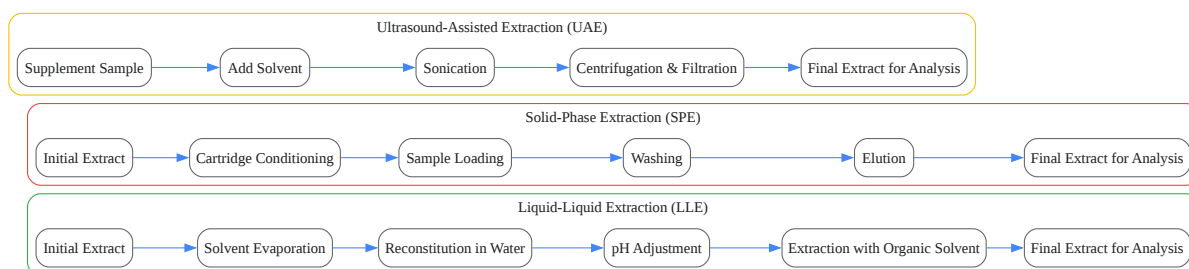 Ultrasound-Assisted Extraction (UAE)
Supplement Sample Add Solvent Sonication Centrifugation & Filtration Final Extract for Analysis
Solid-Phase Extraction (SPE)
Initial Extract Cartridge Conditioning Sample Loading Washing Elution Final Extract for Analysis
Liquid-Liquid Extraction (LLE)
Initial Extract Solvent Evaporation Reconstitution in Water pH Adjustment Extraction with Organic Solvent Final Extract for Analysis